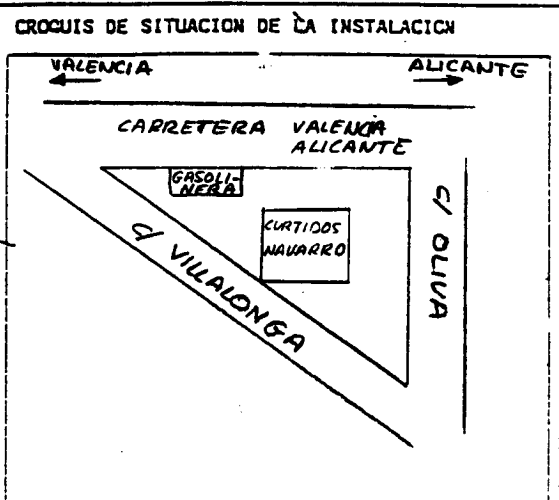 CROQUIS DE SITUACION DE LA INSTALACION
VALENCIA
ALICANTE
CARRETERA VALENCIA
ALICANTE
GASOLI-
NERA
CURTIDOS
NAVARRO
C/ VILLALONGA
C/ OLIVA